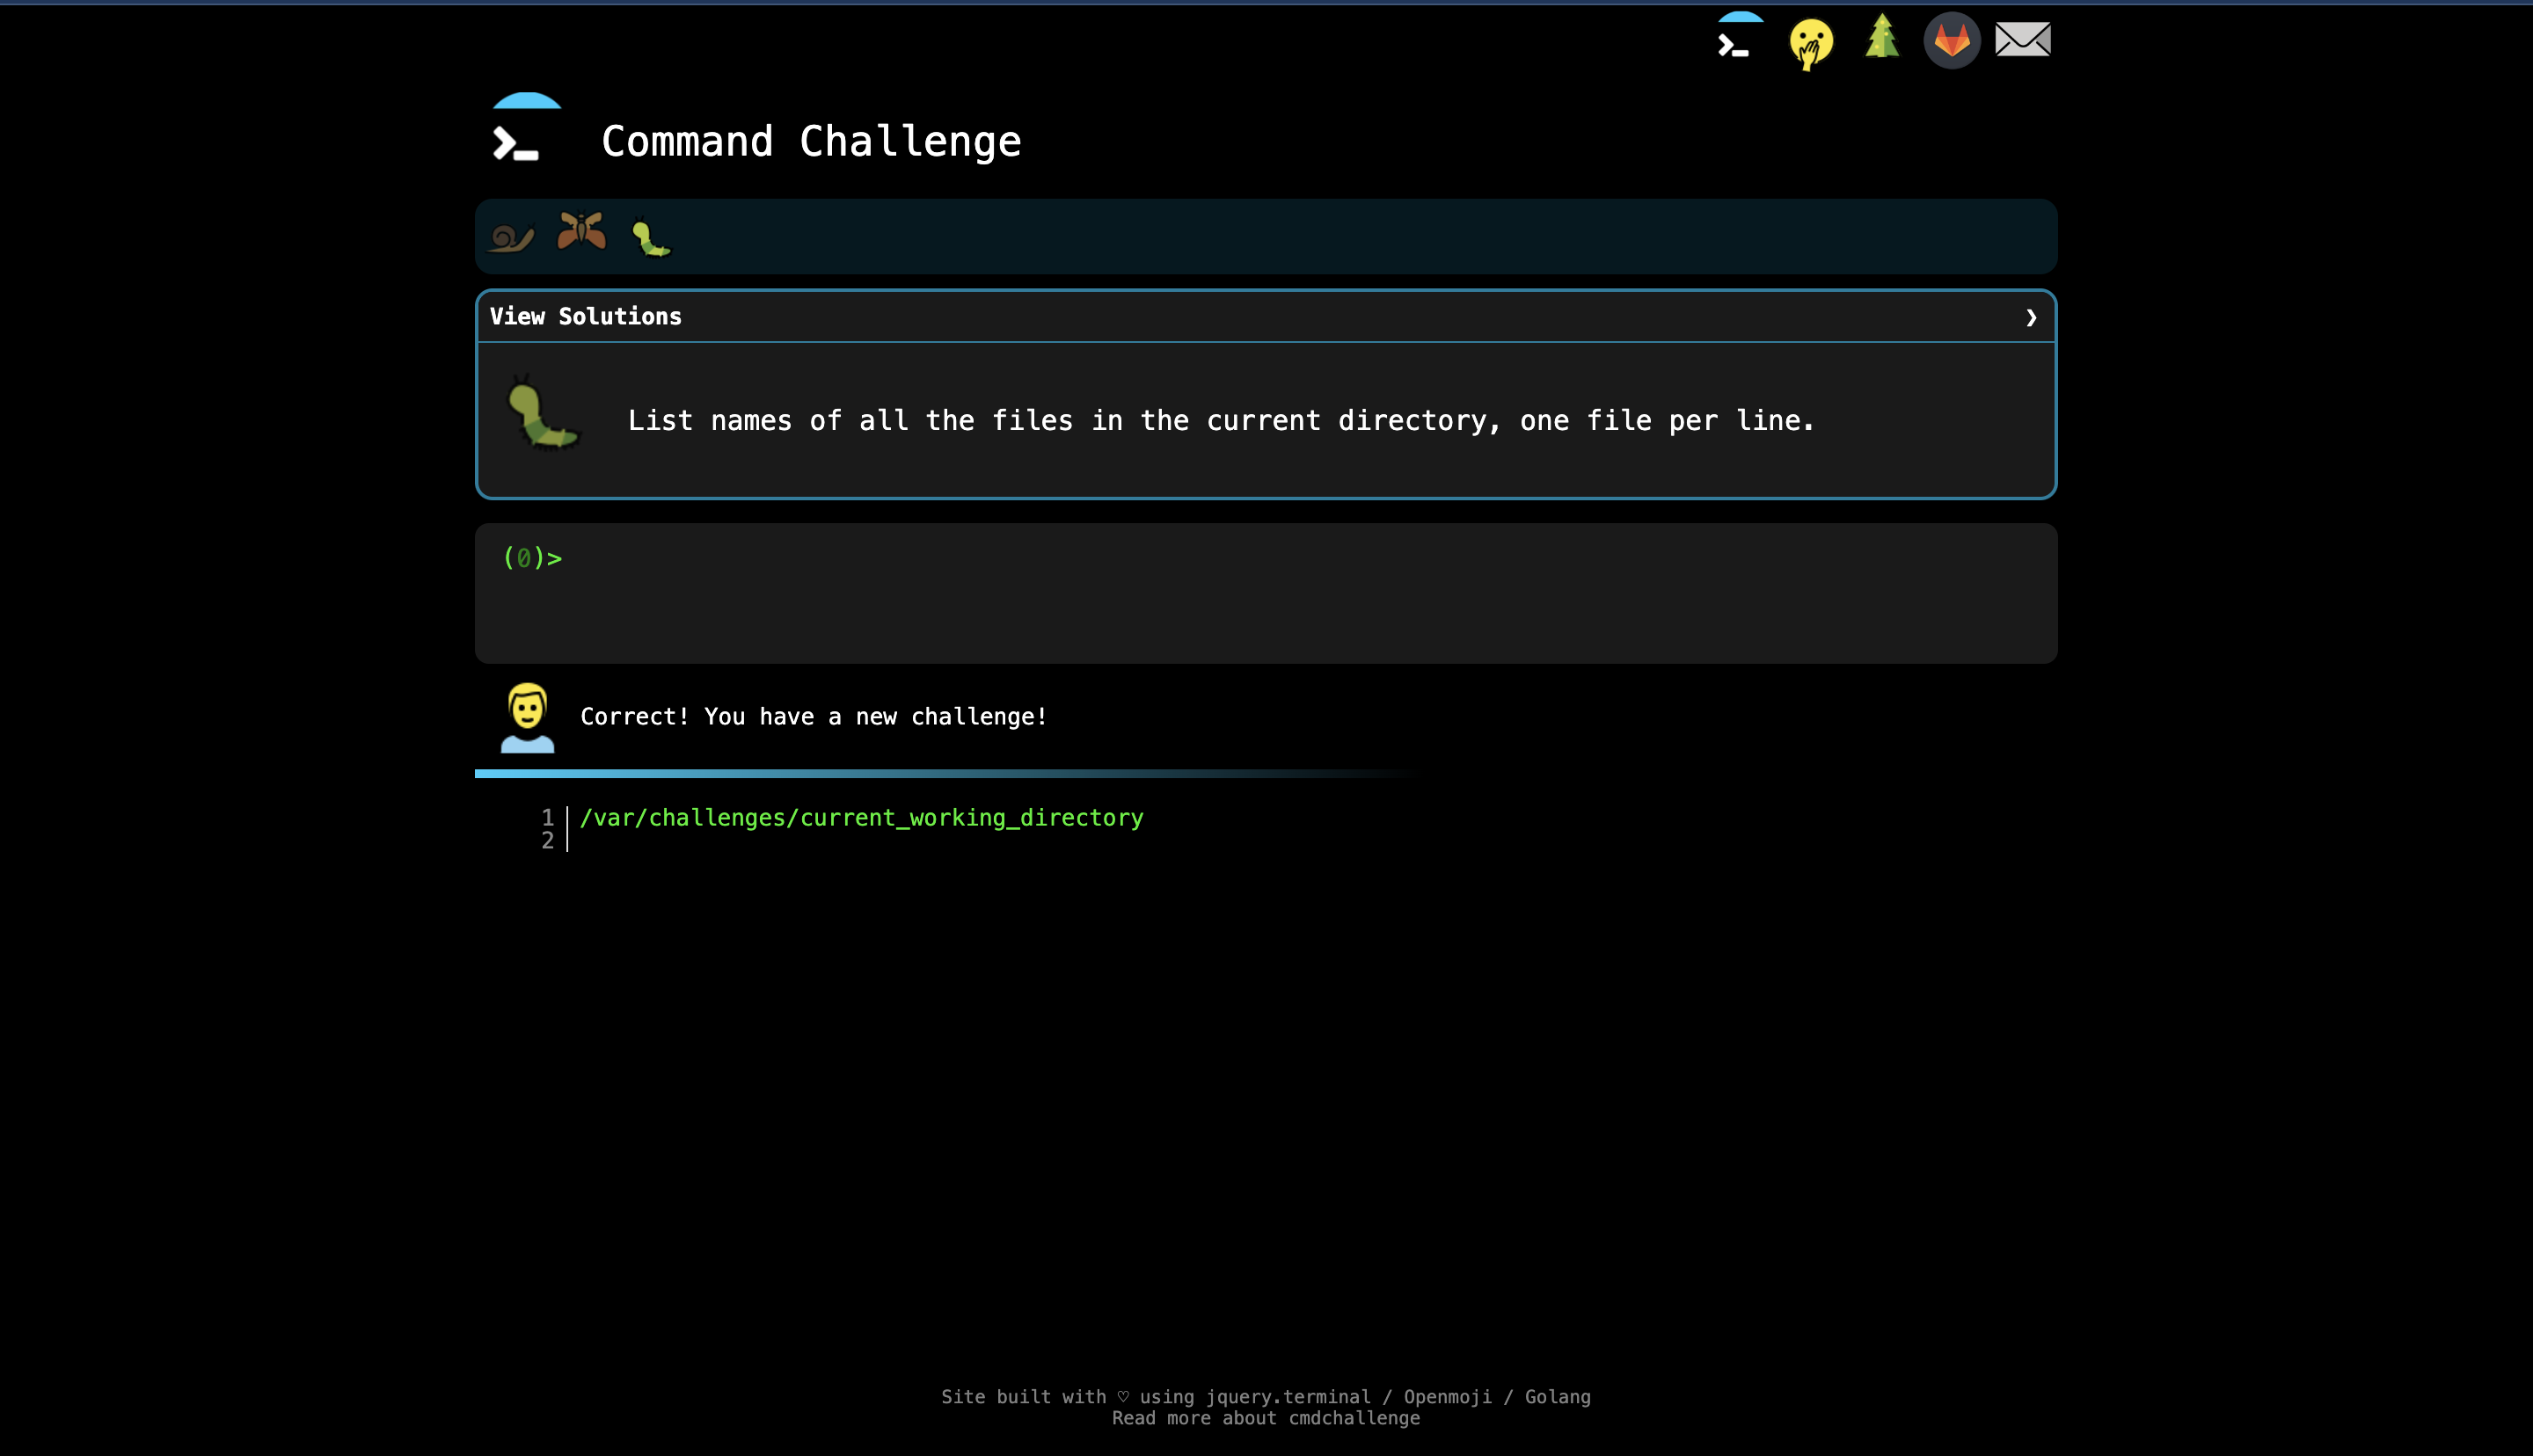 Command Challenge
View Solutions ❯
List names of all the files in the current directory, one file per line.
(0)>
Correct! You have a new challenge!
1 /var/challenges/current_working_directory
2
Site built with ♡ using jquery.terminal / Openmoji / Golang
Read more about cmdchallenge